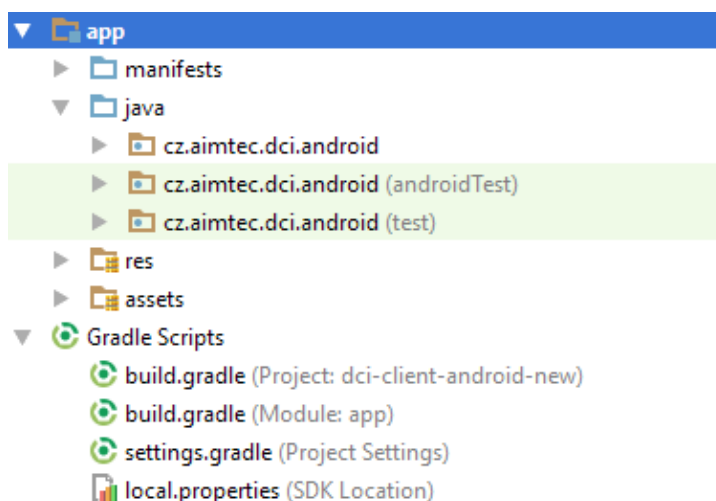 app
manifests
java
cz.aimtec.dci.android
cz.aimtec.dci.android (androidTest)
cz.aimtec.dci.android (test)
res
assets
Gradle Scripts
build.gradle (Project: dci-client-android-new)
build.gradle (Module: app)
settings.gradle (Project Settings)
local.properties (SDK Location)